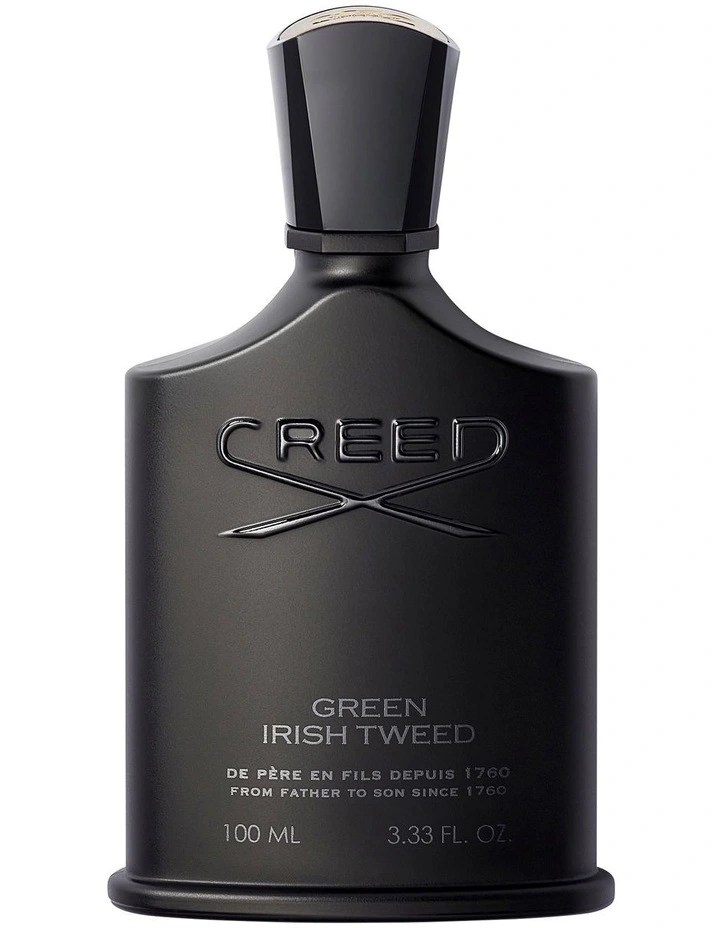 CREED
GREEN
IRISH TWEED
DE PÈRE EN FILS DEPUIS 1760
FROM FATHER TO SON SINCE 1760
100 ML 3.33 FL. OZ.